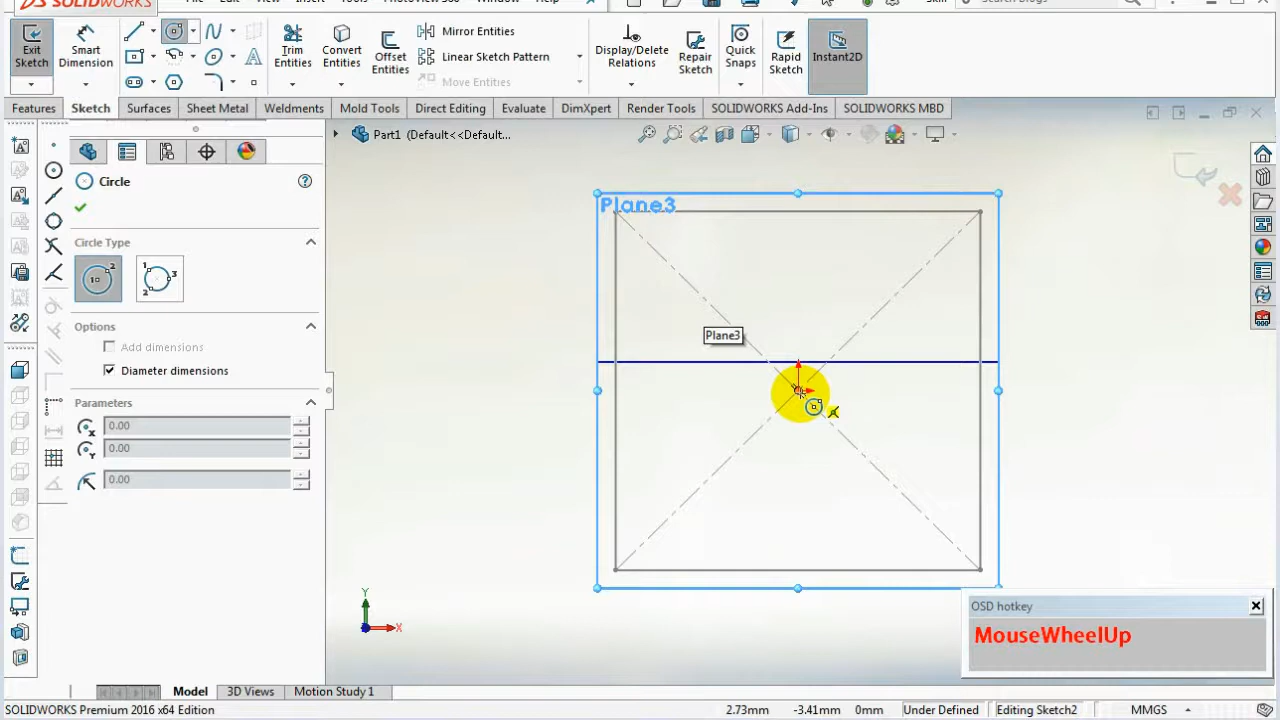 SOLIDWORKS
Exit Sketch
Smart Dimension
Trim Entities
Convert Entities
Offset Entities
Mirror Entities
Linear Sketch Pattern
Move Entities
Display/Delete Relations
Repair Sketch
Quick Snaps
Rapid Sketch
Instant2D
Features
Sketch
Surfaces
Sheet Metal
Weldments
Mold Tools
Direct Editing
Evaluate
DimXpert
Render Tools
SOLIDWORKS Add-Ins
SOLIDWORKS MBD
Part1 (Default<<Default...
Circle
Circle Type
Options
Add dimensions
Diameter dimensions
Parameters
0.00
0.00
0.00
Plane3
Plane3
Y
X
OSD hotkey
MouseWheelUp
Model
3D Views
Motion Study 1
SOLIDWORKS Premium 2016 x64 Edition
2.73mm
-3.41mm
0mm
Under Defined
Editing Sketch2
MMGS